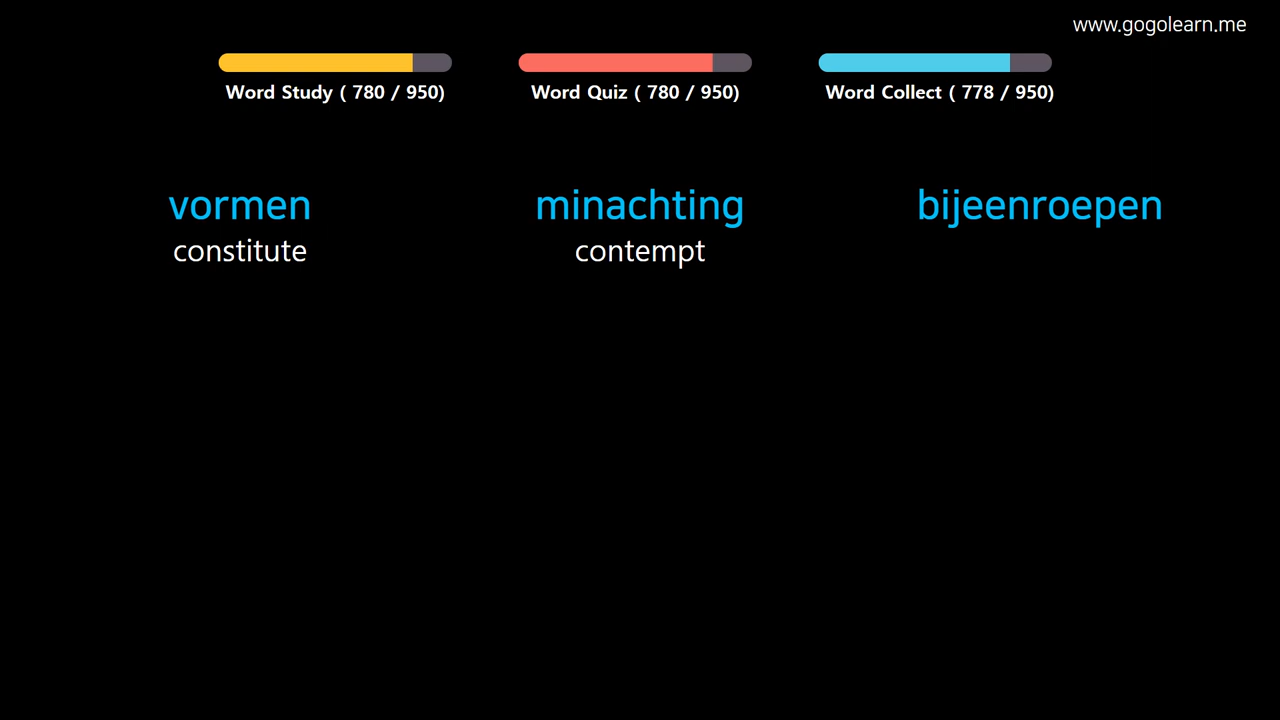 www.gogolearn.me
Word Study ( 780 / 950)
Word Quiz ( 780 / 950)
Word Collect ( 778 / 950)
vormen
constitute
minachting
contempt
bijeenroepen